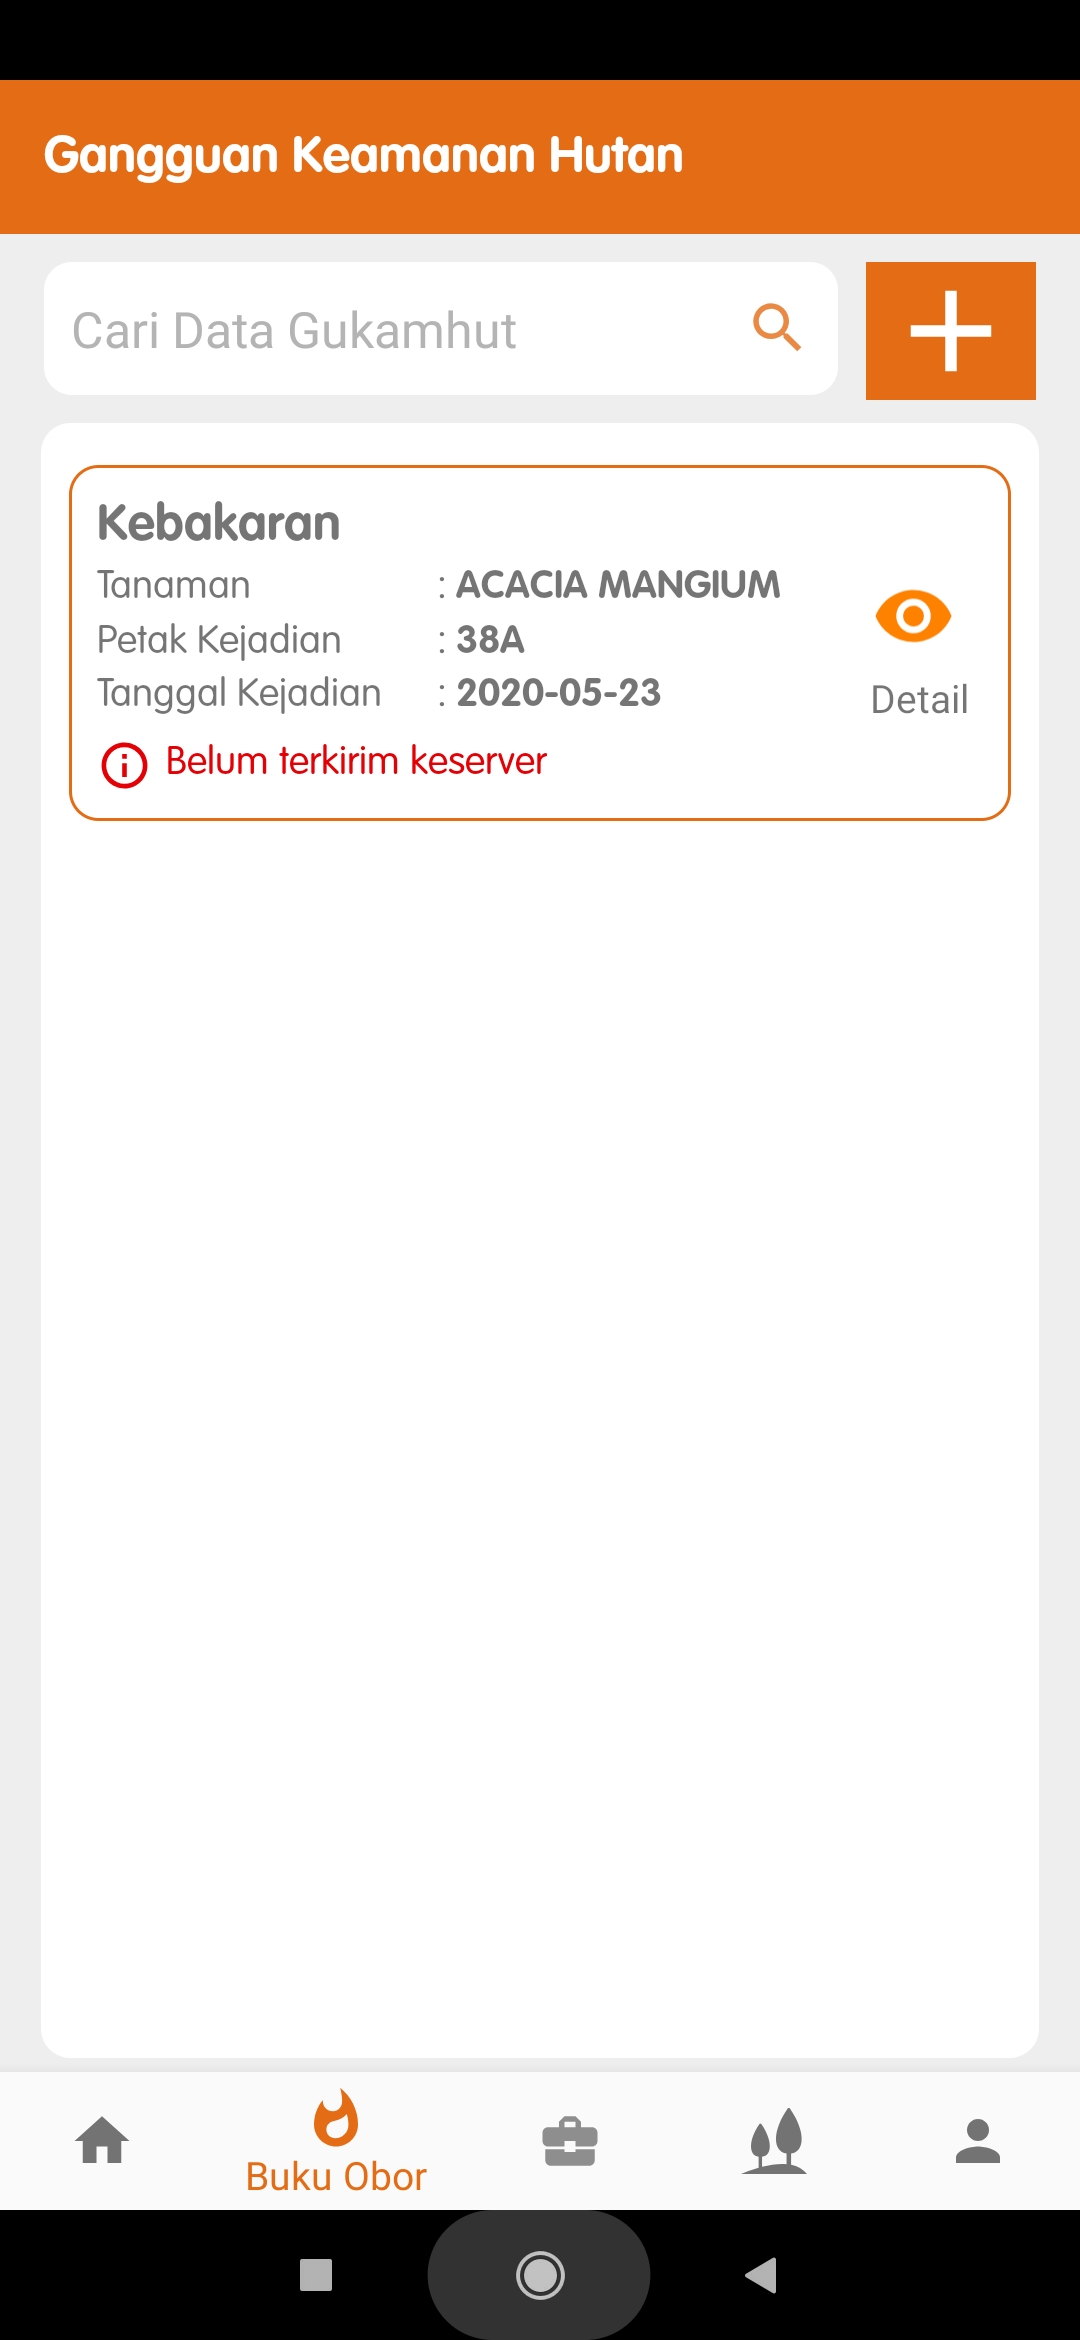 Gangguan Keamanan Hutan
Cari Data Gukamhut
Kebakaran
Tanaman : ACACIA MANGIUM
Petak Kejadian : 38A
Tanggal Kejadian : 2020-05-23
Detail
Belum terkirim keserver
Buku Obor